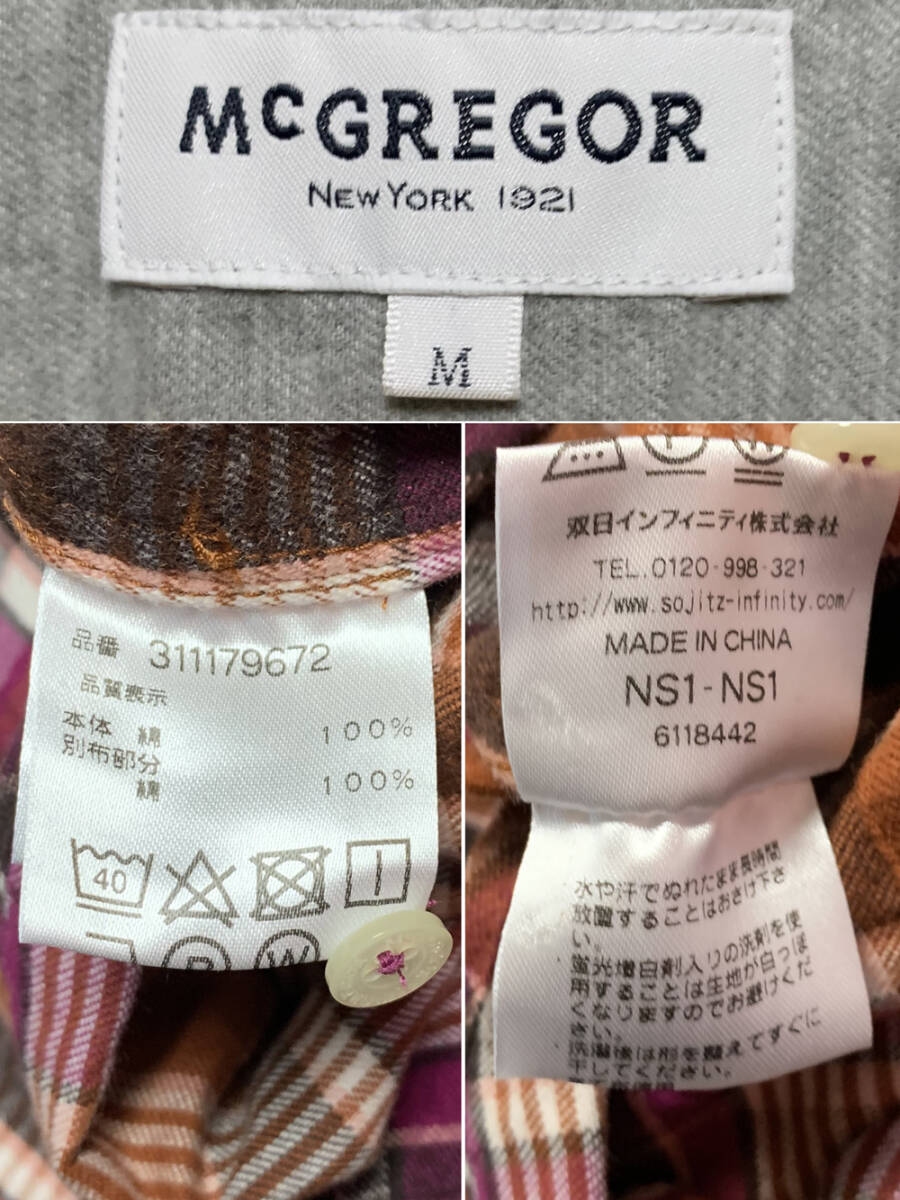 McGREGOR
NEW YORK 1921
M
品番 311179672
品質表示
本体 綿 100%
別布部分
綿 100%
40
P W
双日インフィニティ株式会社
TEL.0120-998-321
http://www.sojitz-infinity.com/
MADE IN CHINA
NS1-NS1
6118442
水や汗でぬれたまま長時間
放置することはおさけ下さ
い。
蛍光増白剤入りの洗剤を使
用することは生地が白っぽ
くなりますのでお避けくだ
さい。
洗濯後は形を整えてすぐに
干してください。